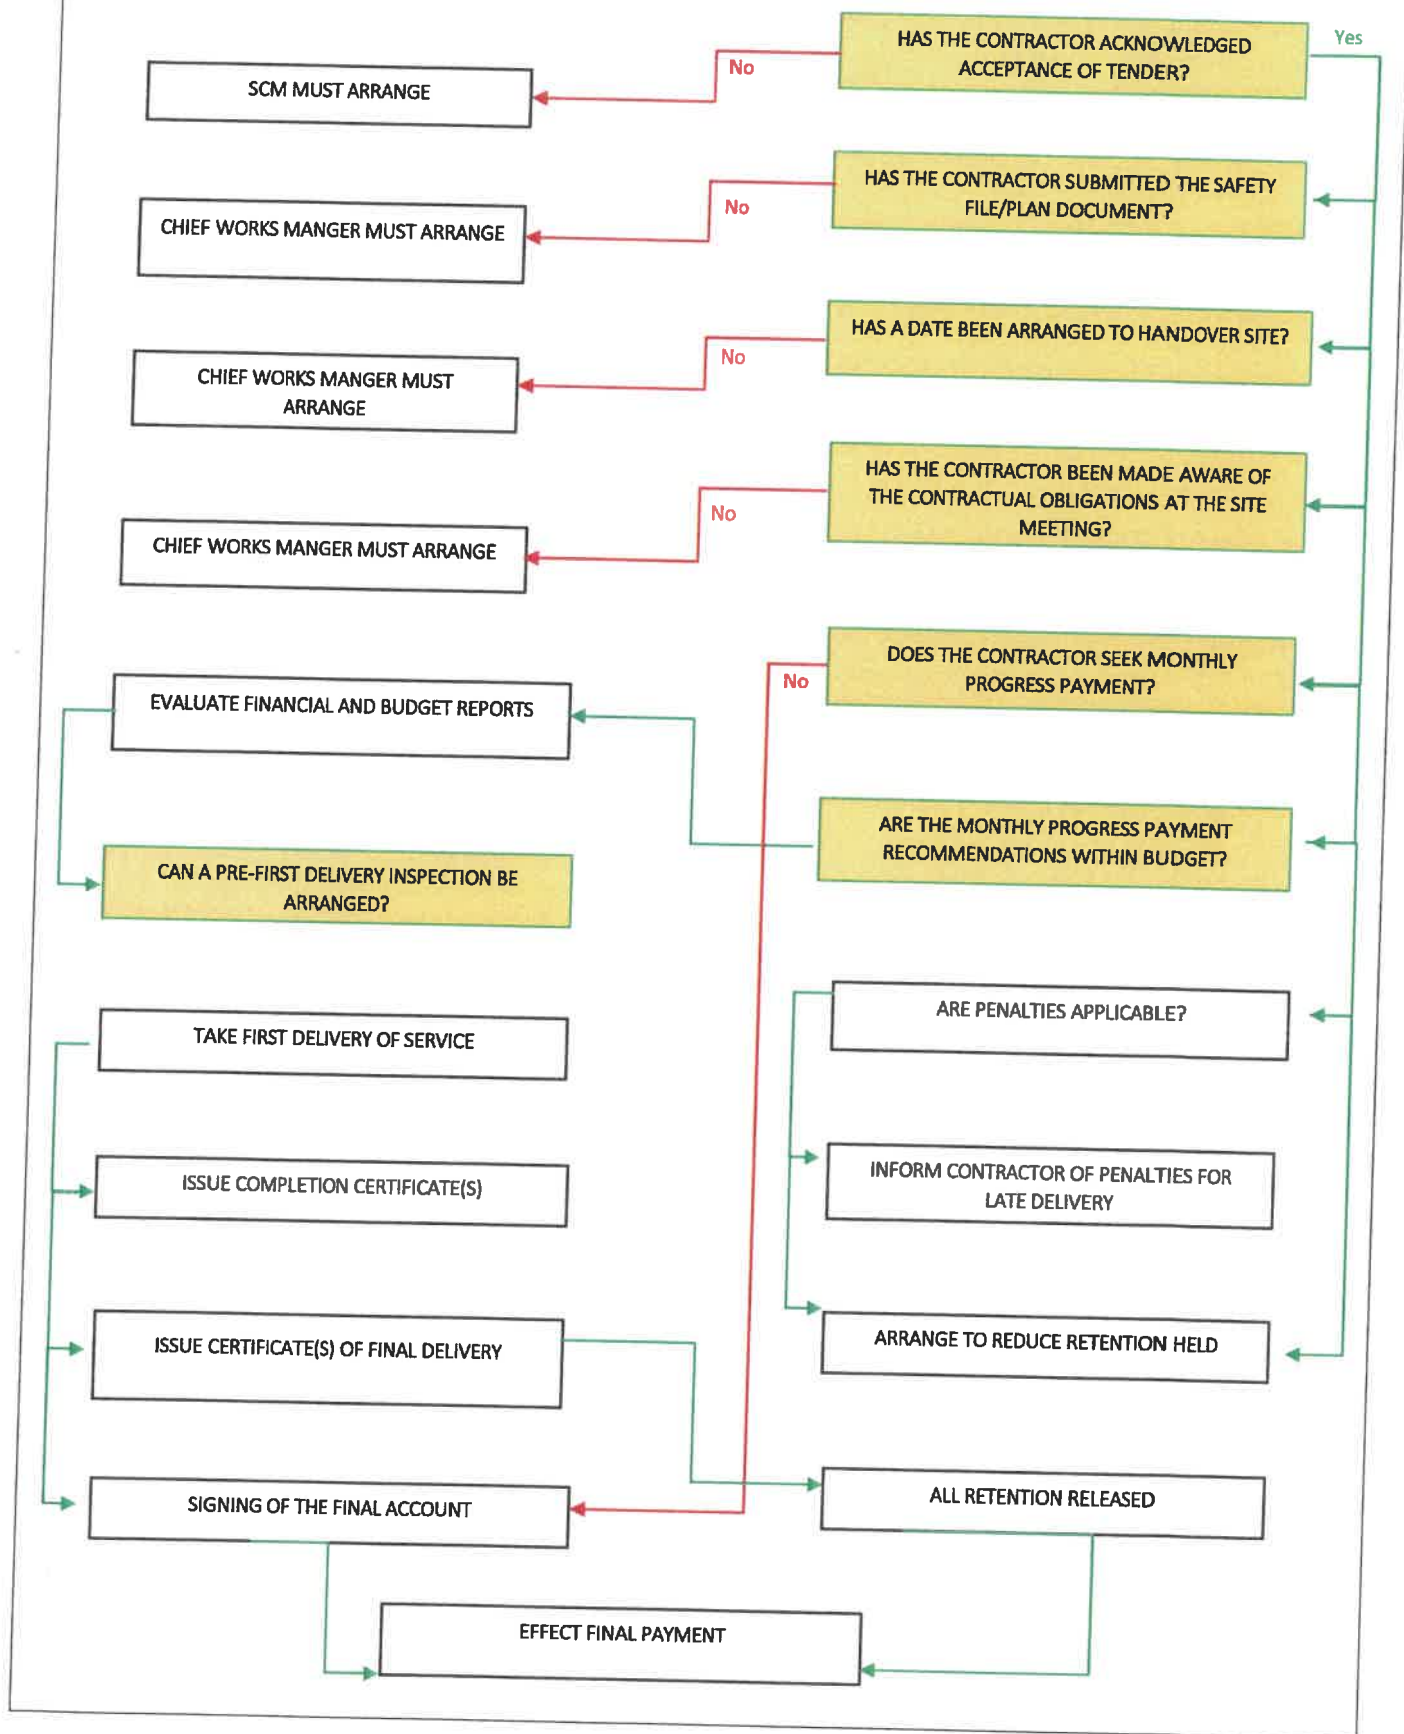 HAS THE CONTRACTOR ACKNOWLEDGED
ACCEPTANCE OF TENDER?
Yes
No
SCM MUST ARRANGE
HAS THE CONTRACTOR SUBMITTED THE SAFETY
FILE/PLAN DOCUMENT?
No
CHIEF WORKS MANGER MUST ARRANGE
HAS A DATE BEEN ARRANGED TO HANDOVER SITE?
No
CHIEF WORKS MANGER MUST
ARRANGE
HAS THE CONTRACTOR BEEN MADE AWARE OF
THE CONTRACTUAL OBLIGATIONS AT THE SITE
MEETING?
No
CHIEF WORKS MANGER MUST ARRANGE
DOES THE CONTRACTOR SEEK MONTHLY
PROGRESS PAYMENT?
No
EVALUATE FINANCIAL AND BUDGET REPORTS
ARE THE MONTHLY PROGRESS PAYMENT
RECOMMENDATIONS WITHIN BUDGET?
CAN A PRE-FIRST DELIVERY INSPECTION BE
ARRANGED?
ARE PENALTIES APPLICABLE?
TAKE FIRST DELIVERY OF SERVICE
INFORM CONTRACTOR OF PENALTIES FOR
LATE DELIVERY
ISSUE COMPLETION CERTIFICATE(S)
ARRANGE TO REDUCE RETENTION HELD
ISSUE CERTIFICATE(S) OF FINAL DELIVERY
ALL RETENTION RELEASED
SIGNING OF THE FINAL ACCOUNT
EFFECT FINAL PAYMENT